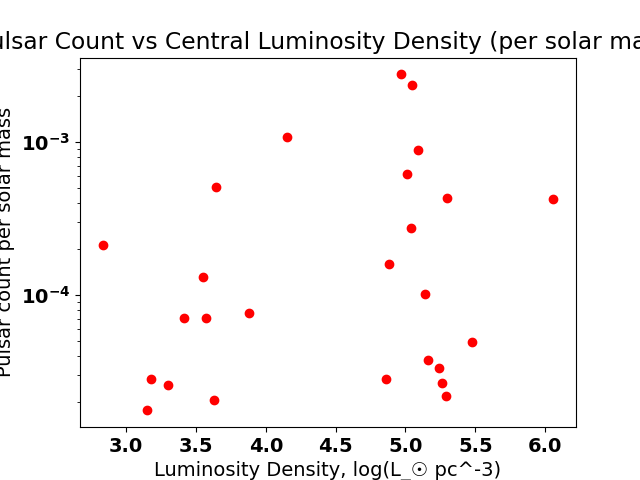 ulsar Count vs Central Luminosity Density (per solar ma
Pulsar count per solar mass
10^−3
10^−4
3.0 3.5 4.0 4.5 5.0 5.5 6.0
Luminosity Density, log(L_☉ pc^-3)